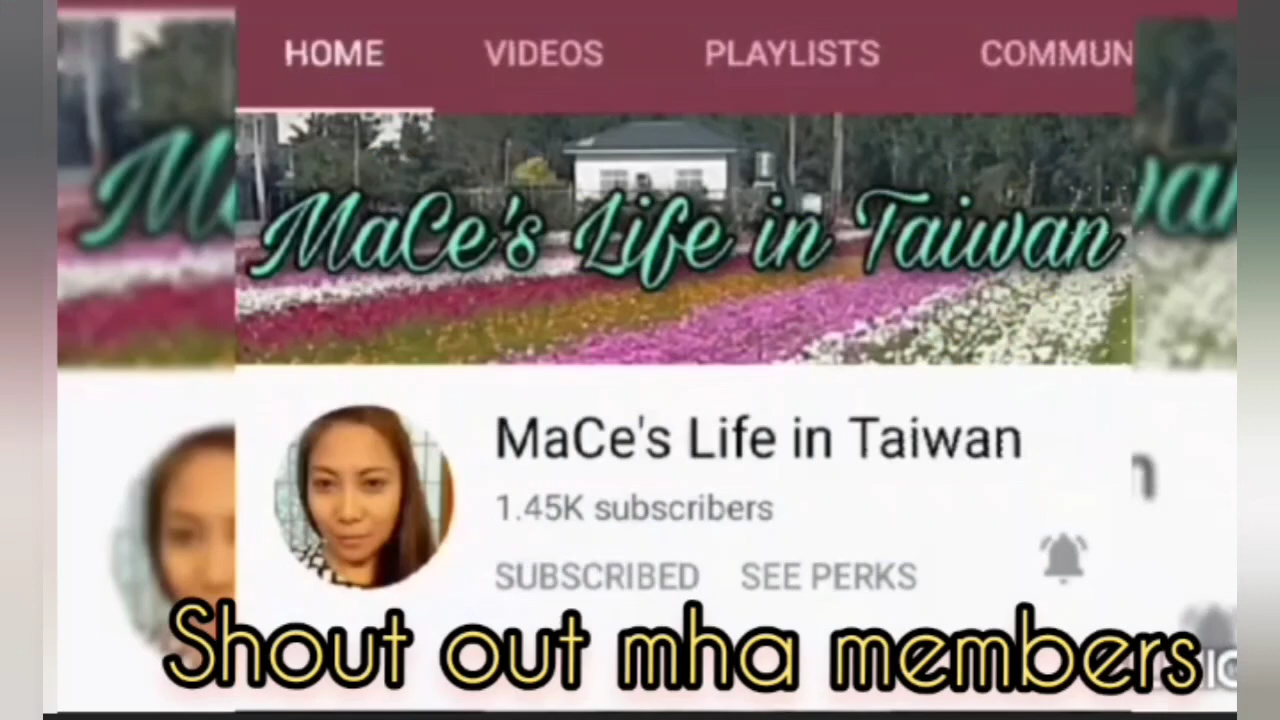 HOME VIDEOS PLAYLISTS COMMUN
MaCe's Life in Taiwan
MaCe's Life in Taiwan
1.45K subscribers
SUBSCRIBED SEE PERKS
Shout out mha members